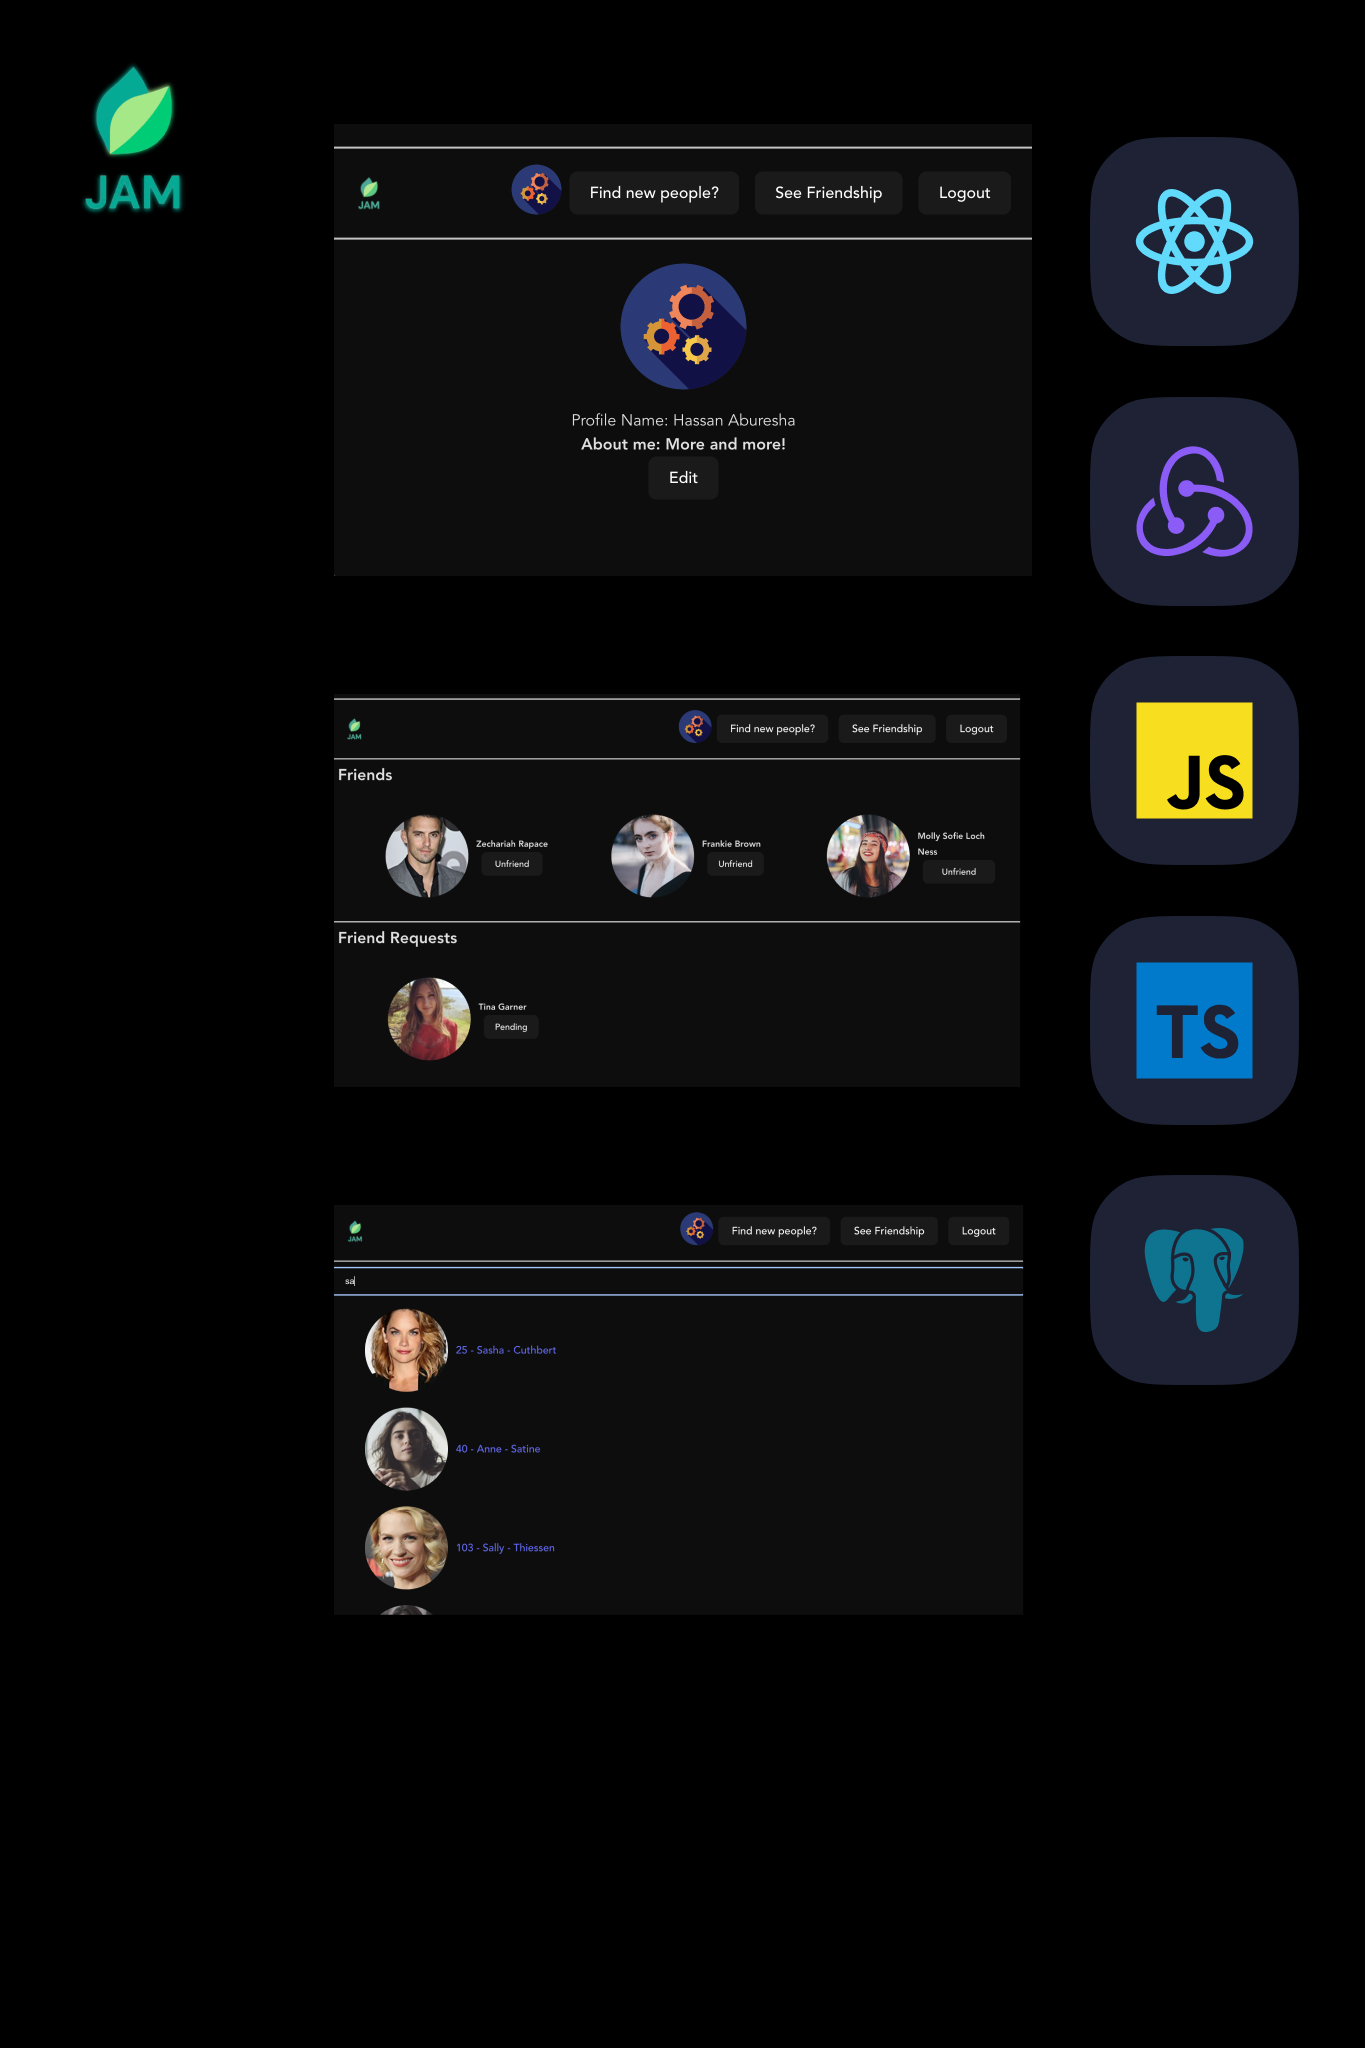 JAM
JAM
Find new people?
See Friendship
Logout
Profile Name: Hassan Aburesha
About me: More and more!
Edit
JAM
Find new people?
See Friendship
Logout
Friends
Zechariah Rapace
Unfriend
Frankie Brown
Unfriend
Molly Sofie Loch
Ness
Unfriend
Friend Requests
Tina Garner
Pending
JAM
Find new people?
See Friendship
Logout
sa
25 - Sasha - Cuthbert
40 - Anne - Satine
103 - Sally - Thiessen
JS
TS